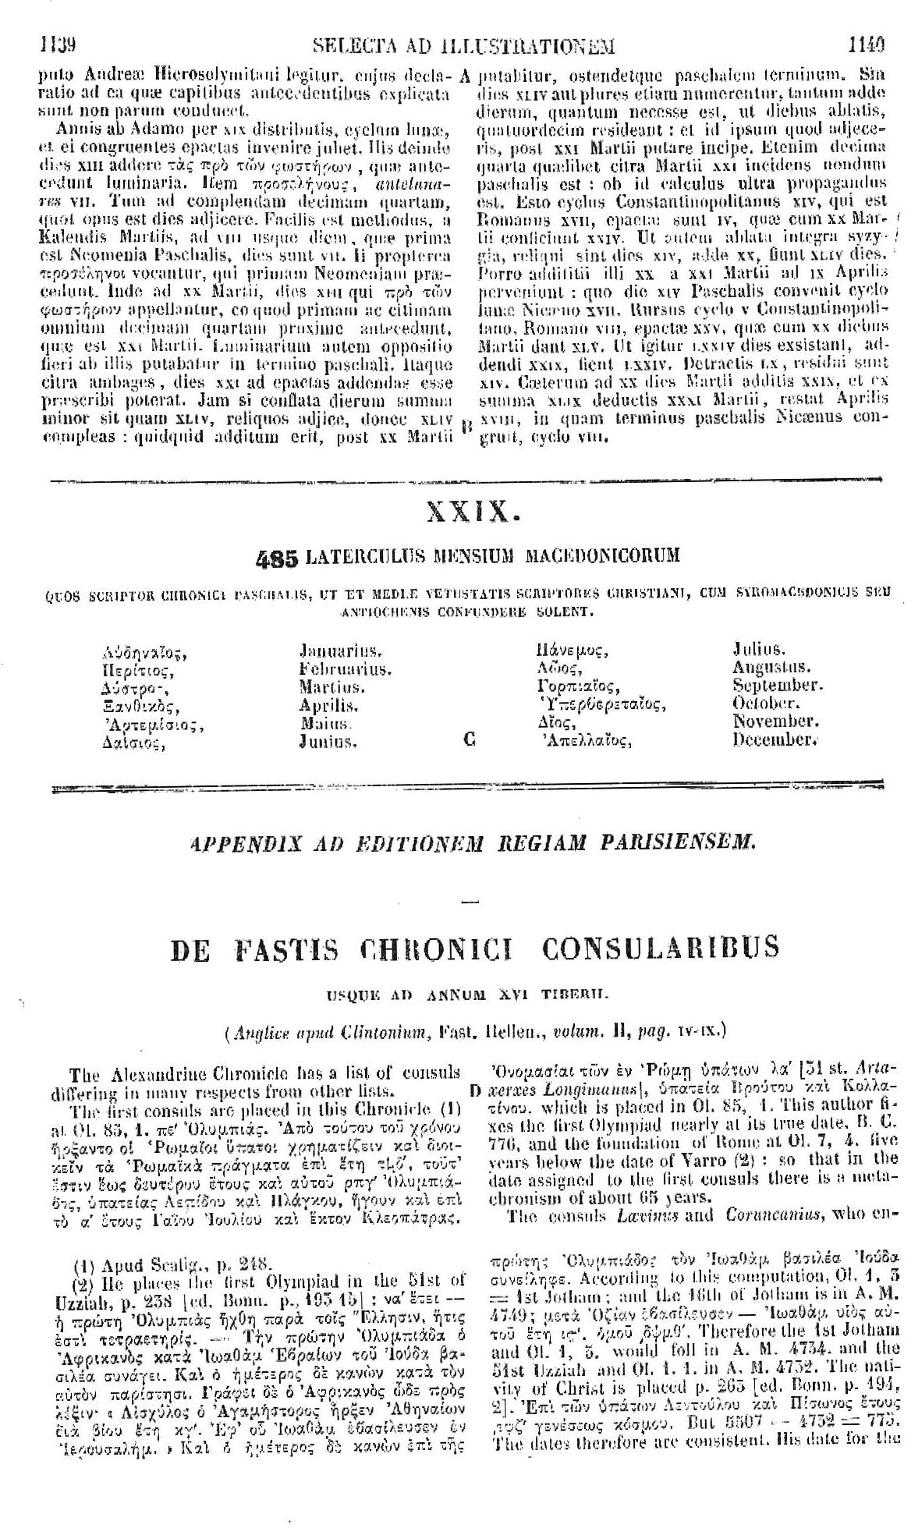 1139
SELECTA AD ILLUSTRATIONEM
1140
puto Andreæ Hierosolymitani legitur, cujus decla-
ratio ad ea quæ capitibus antecedentibus explicata
sunt non parum conducet.
Annis ab Adamo per XIX distributis, cyclum lunæ,
et ei congruentes epactas invenire jubet. His deinde
dies XIII addere τὰς πρὸ τῶν φωστήρων, quæ ante-
cedunt luminaria. Item προσελήνους, anteluna-
res VII. Tum ad complendam decimam quartam,
quot opus est dies adjicere. Facilis est methodus, a
Kalendis Martiis, ad VIII usque diem, quæ prima
est Neomenia Paschalis, dies sunt VII. Ii propterea
προσέληνοι vocantur, qui primam Neomeniam præ-
cedunt. Inde ad XX Martii, dies XIII qui πρὸ τῶν
φωστήρων appellantur, eo quod primam ac citimam
omnium decimam quartam proxime antecedunt,
quæ est XXI Martii. Luminarium autem oppositio
fieri ab illis putabatur in termino paschali. Itaque
citra ambages, dies XXI ad epactas addendas esse
præscribi poterat. Jam si conflata dierum summa
minor sit quam XLIV, reliquos adjice, donec XLIV
compleas : quidquid additum erit, post XX Martii
A putabitur, ostendetque paschalem terminum. Sin
dies XLIV aut plures etiam numerentur, tantum adde
dierum, quantum necesse est, ut diebus ablatis,
quatuordecim resideant : et id ipsum quod adjece-
ris, post XXI Martii putare incipe. Etenim decima
quarta quælibet citra Martii XXI incidens nondum
paschalis est : ob id calculus ultra propagandus
est. Esto cyclus Constantinopolitanus XIV, qui est
Romanus XVII, epactæ sunt IV, quæ cum XX Mar-
tii conficiunt XXIV. Ut autem ablata integra syzy-
gia, reliqui sint dies XIV, adde XX, fiunt XLIV dies.
Porro addititii illi XX a XXI Martii ad IX Aprilis
perveniunt : quo die XIV Paschalis convenit cyclo
lunæ Nicæno XVII. Rursus cyclo V Constantinopoli-
tano, Romano VIII, epactæ XXV, quæ cum XX diebus
Martii dant XLV. Ut igitur LXXIV dies exsistant, ad-
dendi XXIX, fient LXXIV. Detractis LX, residui sunt
XIV. Cæterum ad XX dies Martii additis XXIX, et ex
summa XLIX deductis XXXI Martii, restat Aprilis
B XVIII, in quam terminus paschalis Nicænus con-
gruit, cyclo VIII.
XXIX.
485 LATERCULUS MENSIUM MACEDONICORUM
QUOS SCRIPTOR CHRONICI PASCHALIS, UT ET MEDIÆ VETUSTATIS SCRIPTORES CHRISTIANI, CUM SYROMACEDONICIS SEU
ANTIOCHENIS CONFUNDERE SOLENT.
Αὐδηναῖος, Januarius.
Περίτιος, Februarius.
Δύστρος, Martius.
Ξανθικὸς, Aprilis.
Ἀρτεμίσιος, Maius.
Δαίσιος, Junius.
C
Πάνεμος, Julius.
Λῶος, Augustus.
Γορπιαῖος, September.
Ὑπερβερεταῖος, October.
Δῖος, November.
Ἀπελλαῖος, December.
APPENDIX AD EDITIONEM REGIAM PARISIENSEM.
DE FASTIS CHRONICI CONSULARIBUS
USQUE AD ANNUM XVI TIBERII.
(Anglice apud Clintonium, Fast. Hellen., volum. II, pag. IV-IX.)
The Alexandrine Chronicle has a list of consuls
differing in many respects from other lists.
The first consuls are placed in this Chronicle (1)
at Ol. 85, 1. πε' Ὀλυμπιάς. Ἀπὸ τούτου τοῦ χρόνου
ἤρξαντο οἱ Ῥωμαῖοι ὕπατοι χρηματίζειν καὶ διοι-
κεῖν τὰ Ῥωμαϊκὰ πράγματα ἐπὶ ἔτη τϟδ', τοῦτ'
ἔστιν ἕως δευτέρου ἔτους καὶ αὐτοῦ ρπγ' Ὀλυμπιά-
δος, ὑπατείας Λεπίδου καὶ Πλάγκου, ἤγουν καὶ ἐπὶ
τὸ α' ἔτους Γαΐου Ἰουλίου καὶ ἕκτον Κλεοπάτρας.
Ὀνομασίαι τῶν ἐν Ῥώμῃ ὑπάτων λα' [31 st. Arta-
D xerxes Longimanus], ὑπατεία Βρούτου καὶ Κολλα-
τίνου. which is placed in Ol. 85, 1. This author fi-
xes the first Olympiad nearly at its true date, B. C.
776, and the foundation of Rome at Ol. 7, 4. five
years below the date of Varro (2) : so that in the
date assigned to the first consuls there is a meta-
chronism of about 65 years.
The consuls Lævinus and Coruncanius, who en-
(1) Apud Scalig., p. 248.
(2) He places the first Olympiad in the 51st of
Uzziah, p. 238 [ed. Bonn. p., 193 15] : να' ἔτει —
ἡ πρώτη Ὀλυμπιὰς ἤχθη παρὰ τοῖς Ἕλλησιν, ἥτις
ἐστὶ τετραετηρίς. — Τὴν πρώτην Ὀλυμπιάδα ὁ
Ἀφρικανὸς κατὰ Ἰωαθὰμ Ἑβραίων τοῦ Ἰούδα βα-
σιλέα συνάγει. Καὶ ὁ ἡμέτερος δὲ κανὼν κατὰ τὸν
αὐτὸν παρίστησι. Γράφει δὲ ὁ Ἀφρικανὸς ὧδε πρὸς
λέξιν· « Αἰσχύλος ὁ Ἀγαμήστορος ἦρξεν Ἀθηναίων
διὰ βίου ἔτη κγ'. Ἐφ' οὗ Ἰωαθὰμ ἐβασίλευσεν ἐν
Ἱερουσαλήμ. » Καὶ ὁ ἡμέτερος δὲ κανὼν ἐπὶ τῆς
πρώτης Ὀλυμπιάδος τὸν Ἰωαθὰμ βασιλέα Ἰούδα
συνείληφε. According to this computation, Ol. 1, 3
= 1st Jotham ; and the 16th of Jotham is in A. M.
4749; μετὰ Ὀζίαν ἐβασίλευσεν — Ἰωαθὰμ υἱὸς αὐ-
τοῦ ἔτη ις'. ὁμοῦ ͵δψμθ'. Therefore the 1st Jotham
and Ol. 1, 3. would foll in A. M. 4734. and the
51st Uzziah and Ol. 1. 1. in A. M. 4732. The nati-
vity of Christ is placed p. 265 [ed. Bonn. p. 494,
2]. Ἐπὶ τῶν ὑπάτων Λεντούλου καὶ Πίσωνος ἔτους
͵εφζ' γενέσεως κόσμου. But 5507 — 4732 = 775.
The dates therefore are consistent. His date for the